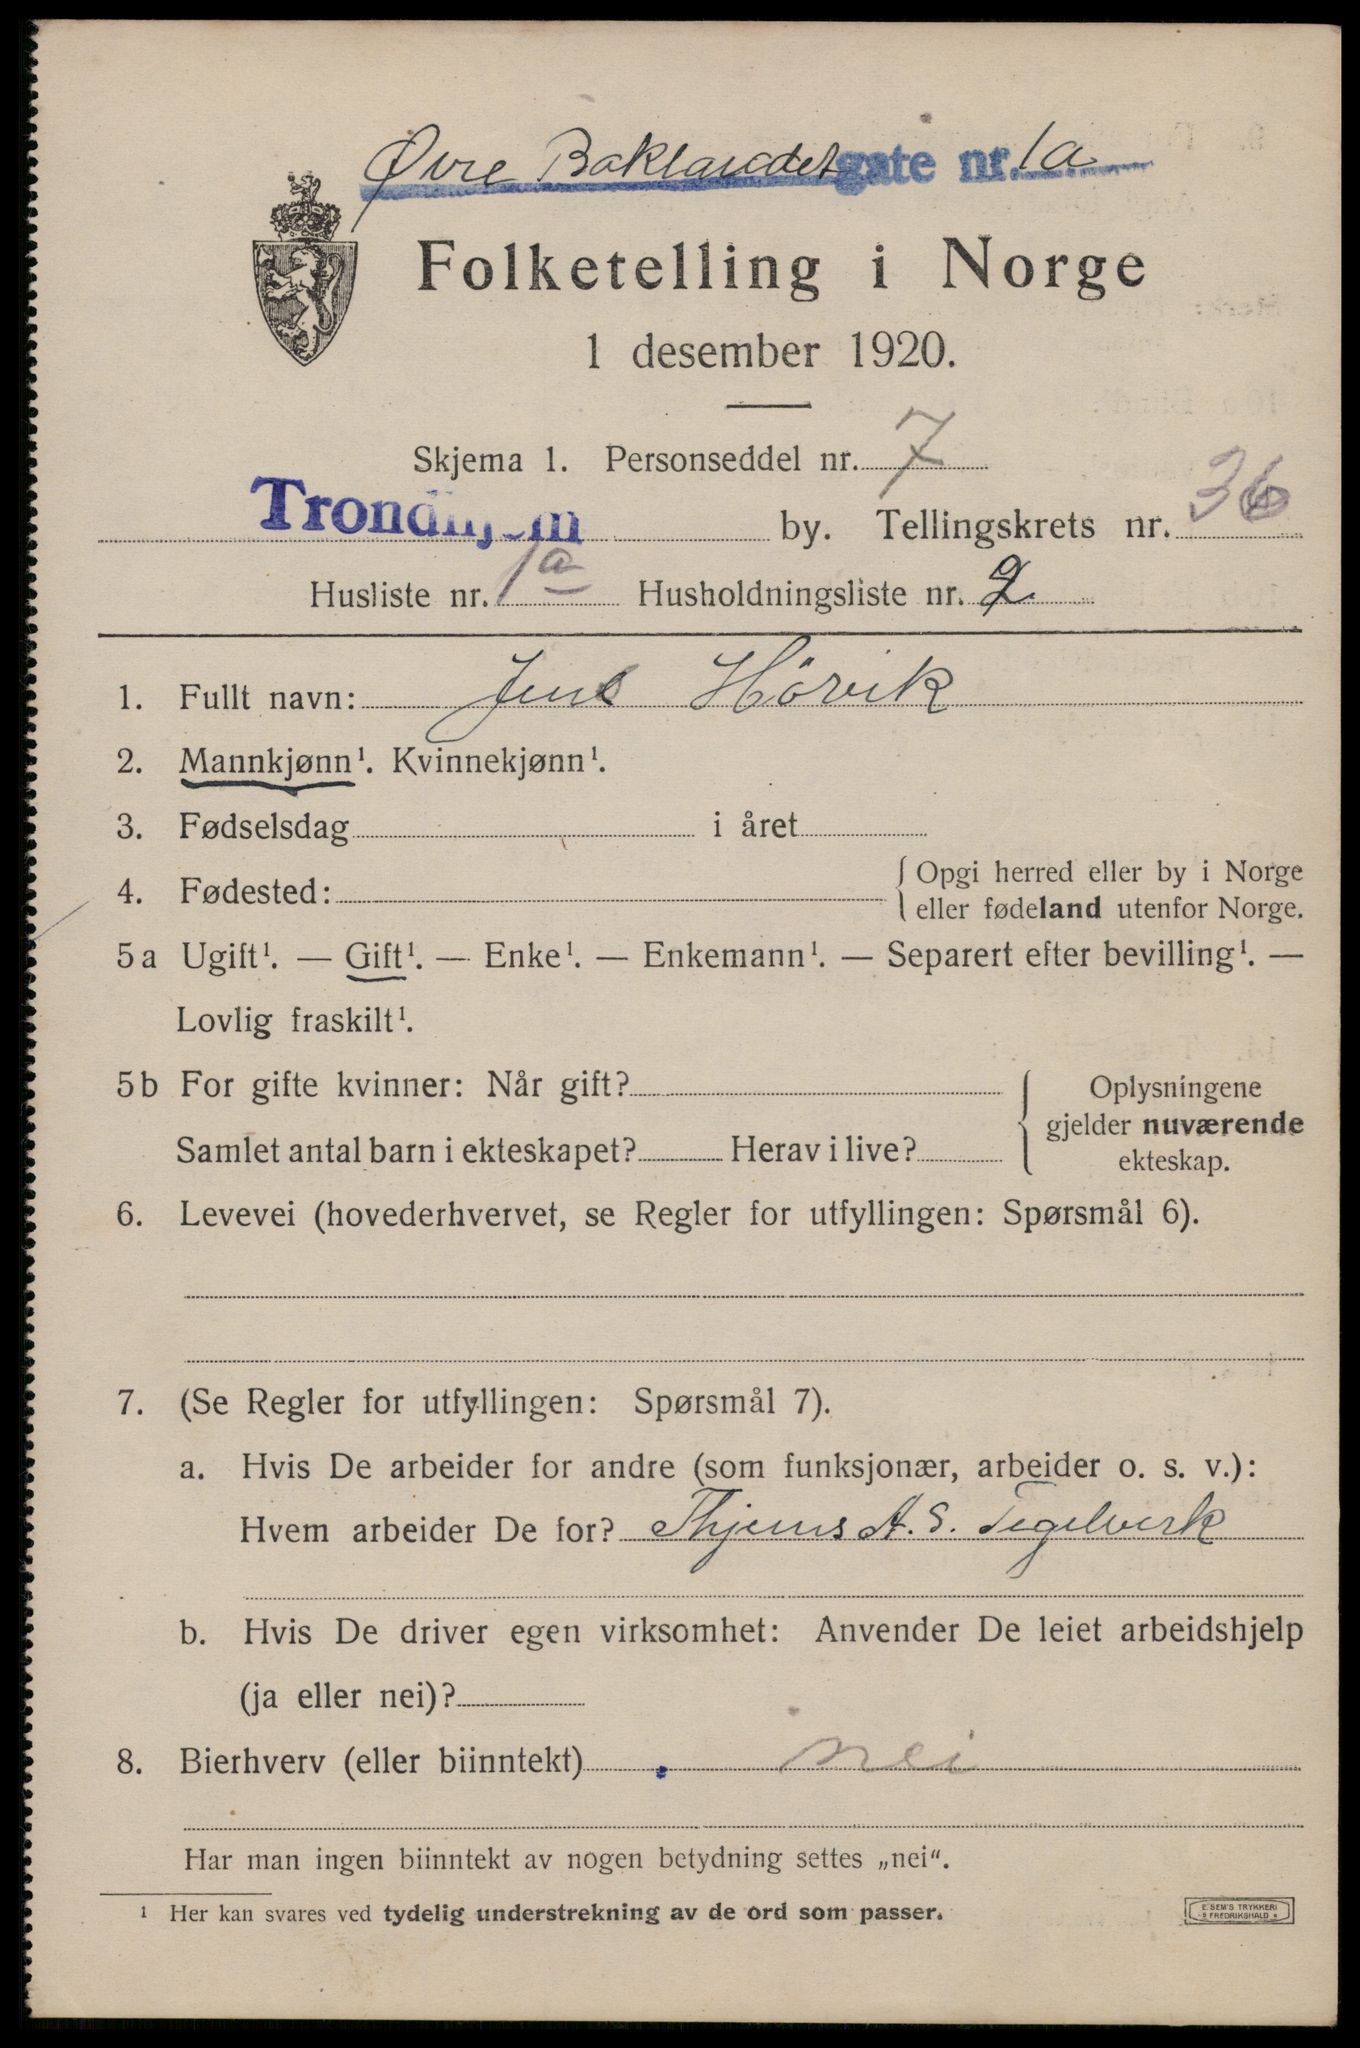 Øvre Baklandet gate nr. 1a
Folketelling i Norge
1 desember 1920.
Skjema 1. Personseddel nr. 7
Trondhjem by. Tellingskrets nr. 36
Husliste nr. 1a Husholdningsliste nr. 2
1. Fullt navn: Jens Hörvik
2. Mannkjønn¹. Kvinnekjønn¹.
3. Fødselsdag i året
4. Fødested: { Opgi herred eller by i Norge
eller fødeland utenfor Norge.
5a Ugift¹. — Gift¹. — Enke¹. — Enkemann¹. — Separert efter bevilling¹. —
Lovlig fraskilt¹.
5b For gifte kvinner: Når gift? { Oplysningene
gjelder nuværende
Samlet antal barn i ekteskapet? Herav i live?
ekteskap.
6. Levevei (hovederhvervet, se Regler for utfyllingen: Spørsmål 6).
7. (Se Regler for utfyllingen: Spørsmål 7).
a. Hvis De arbeider for andre (som funksjonær, arbeider o. s. v.):
Hvem arbeider De for? Thjems A. S. Tegelverk
b. Hvis De driver egen virksomhet: Anvender De leiet arbeidshjelp
(ja eller nei)?
8. Bierhverv (eller biinntekt) nei
Har man ingen biinntekt av nogen betydning settes „nei“.
¹ Her kan svares ved tydelig understrekning av de ord som passer.
E. SEM'S TRYKKERI
FREDRIKSHALD